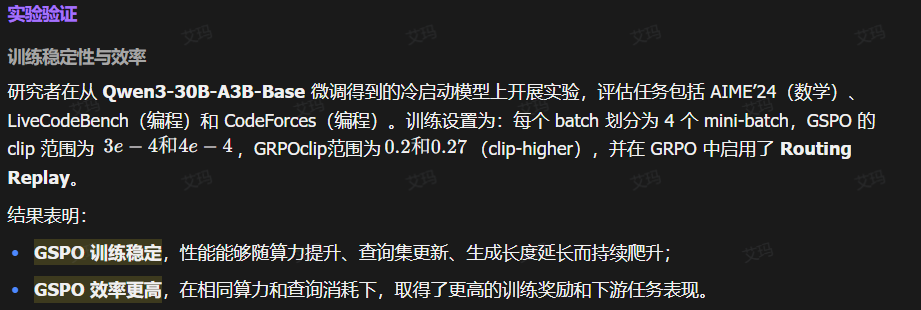 实验验证
训练稳定性与效率
研究者在从 Qwen3-30B-A3B-Base 微调得到的冷启动模型上开展实验，评估任务包括 AIME’24（数学）、
LiveCodeBench（编程）和 CodeForces（编程）。训练设置为：每个 batch 划分为 4 个 mini-batch，GSPO 的
clip 范围为 3e − 4和4e − 4，GRPOclip范围为0.2和0.27（clip-higher），并在 GRPO 中启用了 Routing
Replay。
结果表明：
• GSPO 训练稳定，性能能够随算力提升、查询集更新、生成长度延长而持续爬升；
• GSPO 效率更高，在相同算力和查询消耗下，取得了更高的训练奖励和下游任务表现。
艾玛